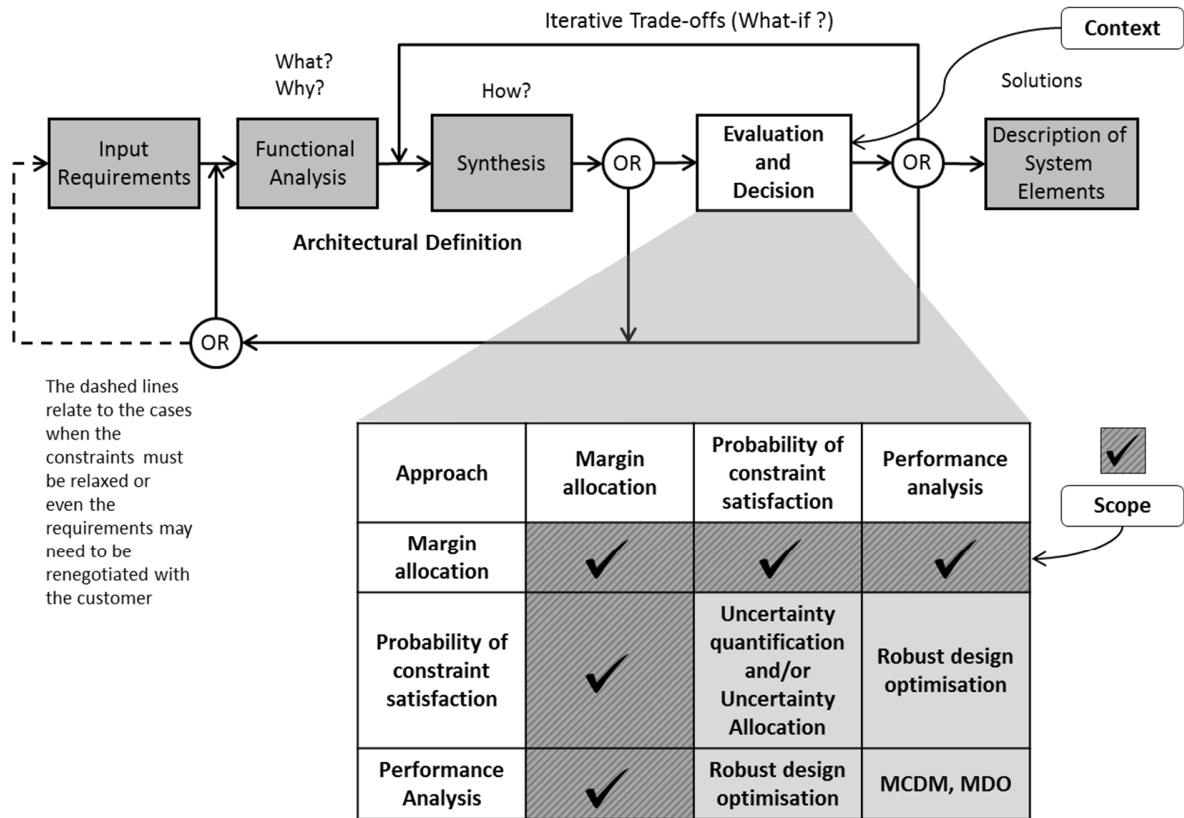 Iterative Trade-offs (What-if ?)
Context
What?
Why?
How?
Solutions
Input
Requirements
Functional
Analysis
Synthesis
OR
Evaluation
and
Decision
OR
Description of
System
Elements
Architectural Definition
OR
The dashed lines
relate to the cases
when the
constraints must
be relaxed or
even the
requirements may
need to be
renegotiated with
the customer
Approach
Margin
allocation
Probability of
constraint
satisfaction
Performance
analysis
Scope
Margin
allocation
Probability of
constraint
satisfaction
Uncertainty
quantification
and/or
Uncertainty
Allocation
Robust design
optimisation
Performance
Analysis
Robust design
optimisation
MCDM, MDO